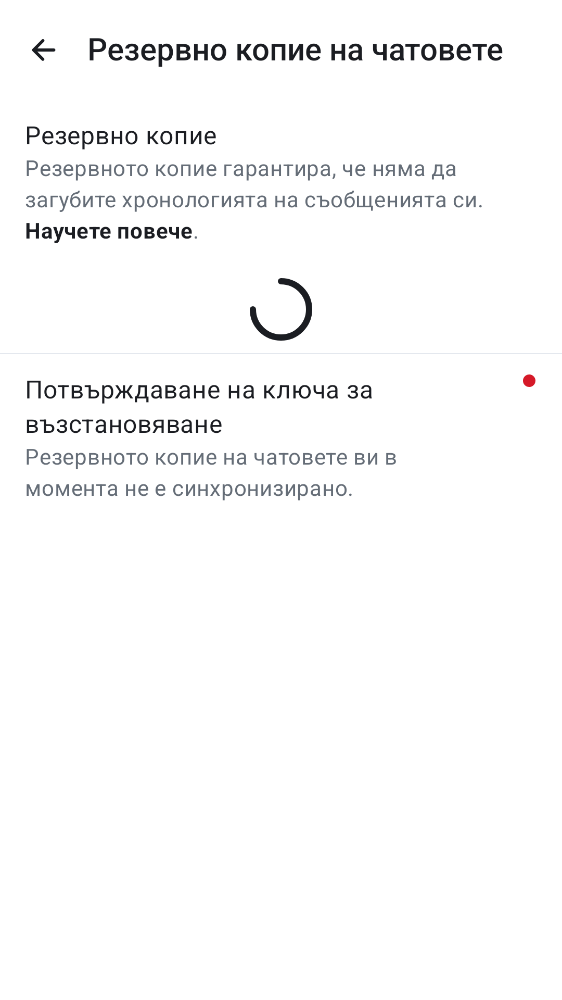 Резервно копие на чатовете
Резервно копие
Резервното копие гарантира, че няма да
загубите хронологията на съобщенията си.
Научете повече.
Потвърждаване на ключа за
възстановяване
Резервното копие на чатовете ви в
момента не е синхронизирано.